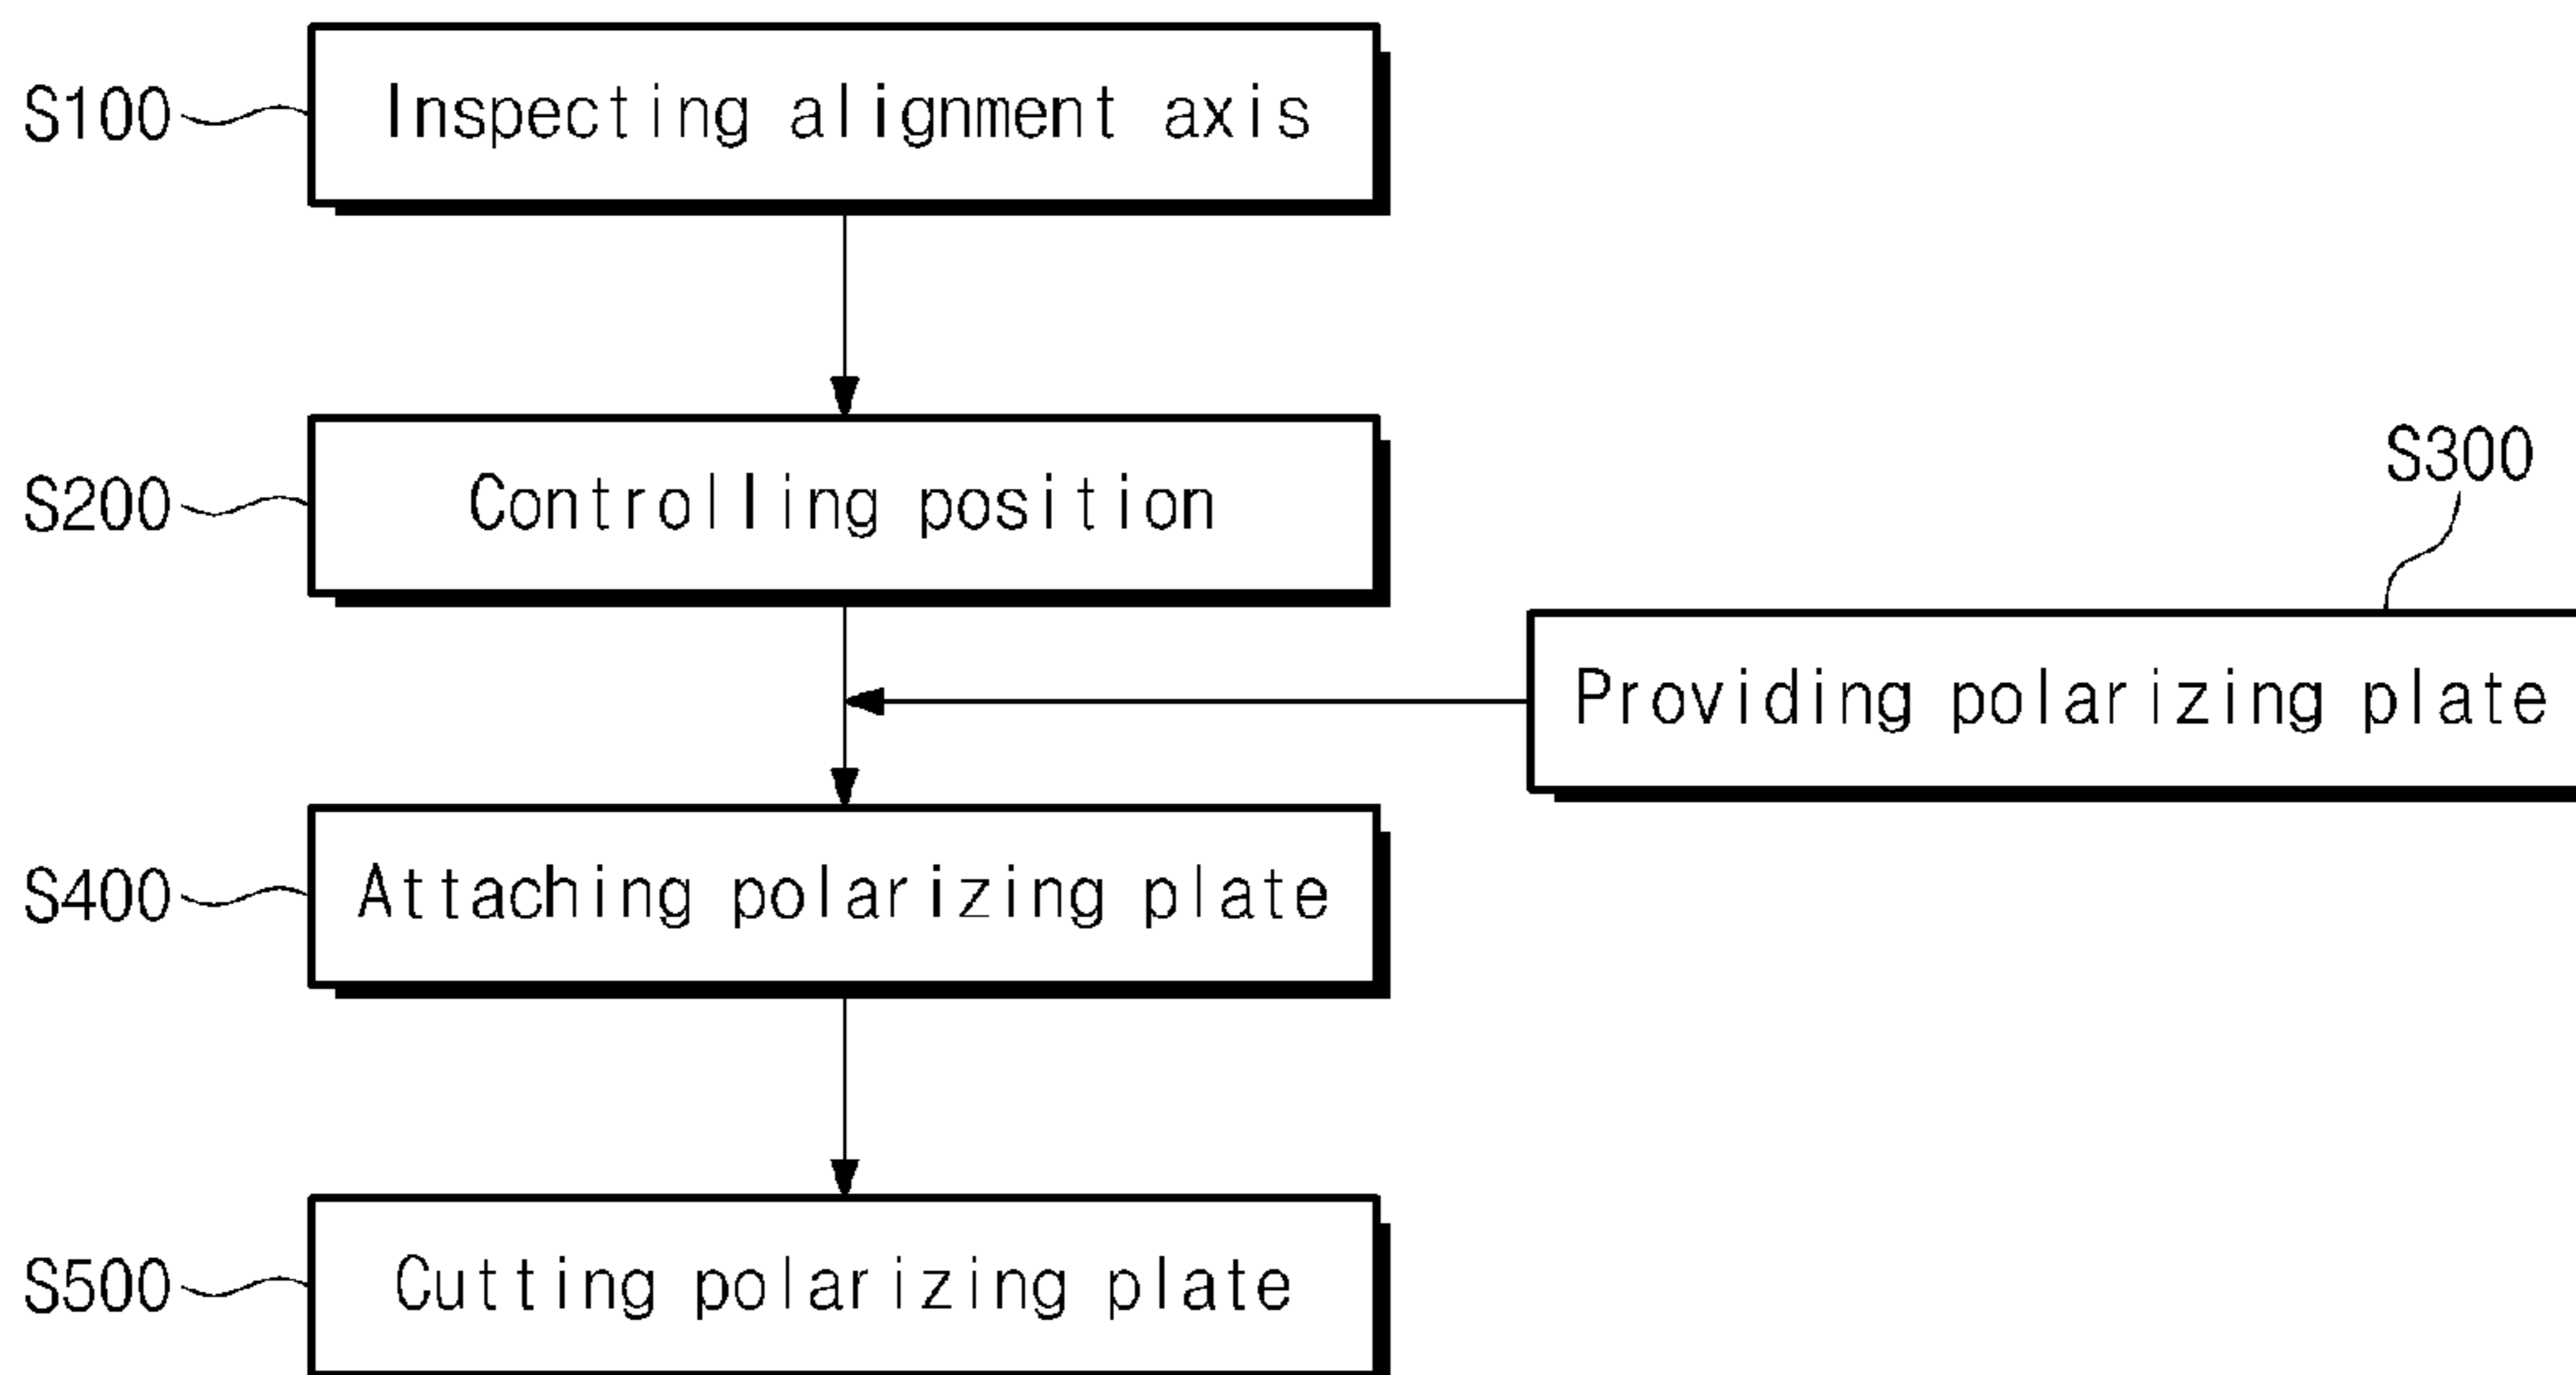 S100
Inspecting alignment axis
S200
Controlling position
S300
Providing polarizing plate
S400
Attaching polarizing plate
S500
Cutting polarizing plate